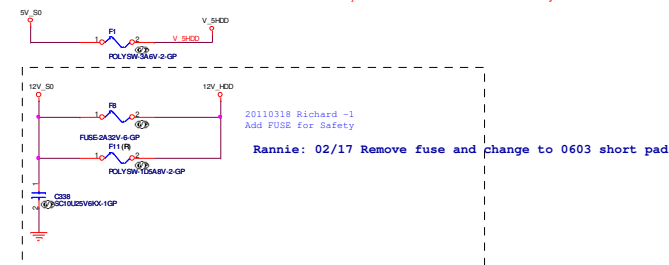 5V_S0
V_5HDD
F1
1
2
V_5HDD
POLYSW-3A6V-2-GP
12V_S0
12V_HDD
F8
1
2
20110318 Richard -1
Add FUSE for Safety
FUSE-2A32V-6-GP
F11 (R)
1
2
Rannie: 02/17 Remove fuse and change to 0603 short pad
POLYSW-1D5A8V-2-GP
1
C338
2
SC10U25V6KX-1GP